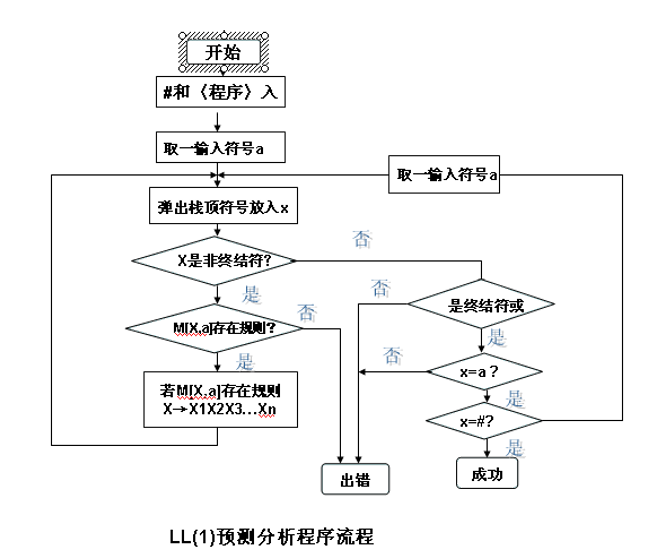 开始
#和〈程序〉入
取一输入符号a
取一输入符号a
弹出栈顶符号放入x
否
X是非终结符?
是
否
否
是终结符或
M[X,a]存在规则?
是
是
否
x=a？
若M[X,a]存在规则
X→X1X2X3…Xn
是
x=#?
是
出错
成功
LL(1)预测分析程序流程